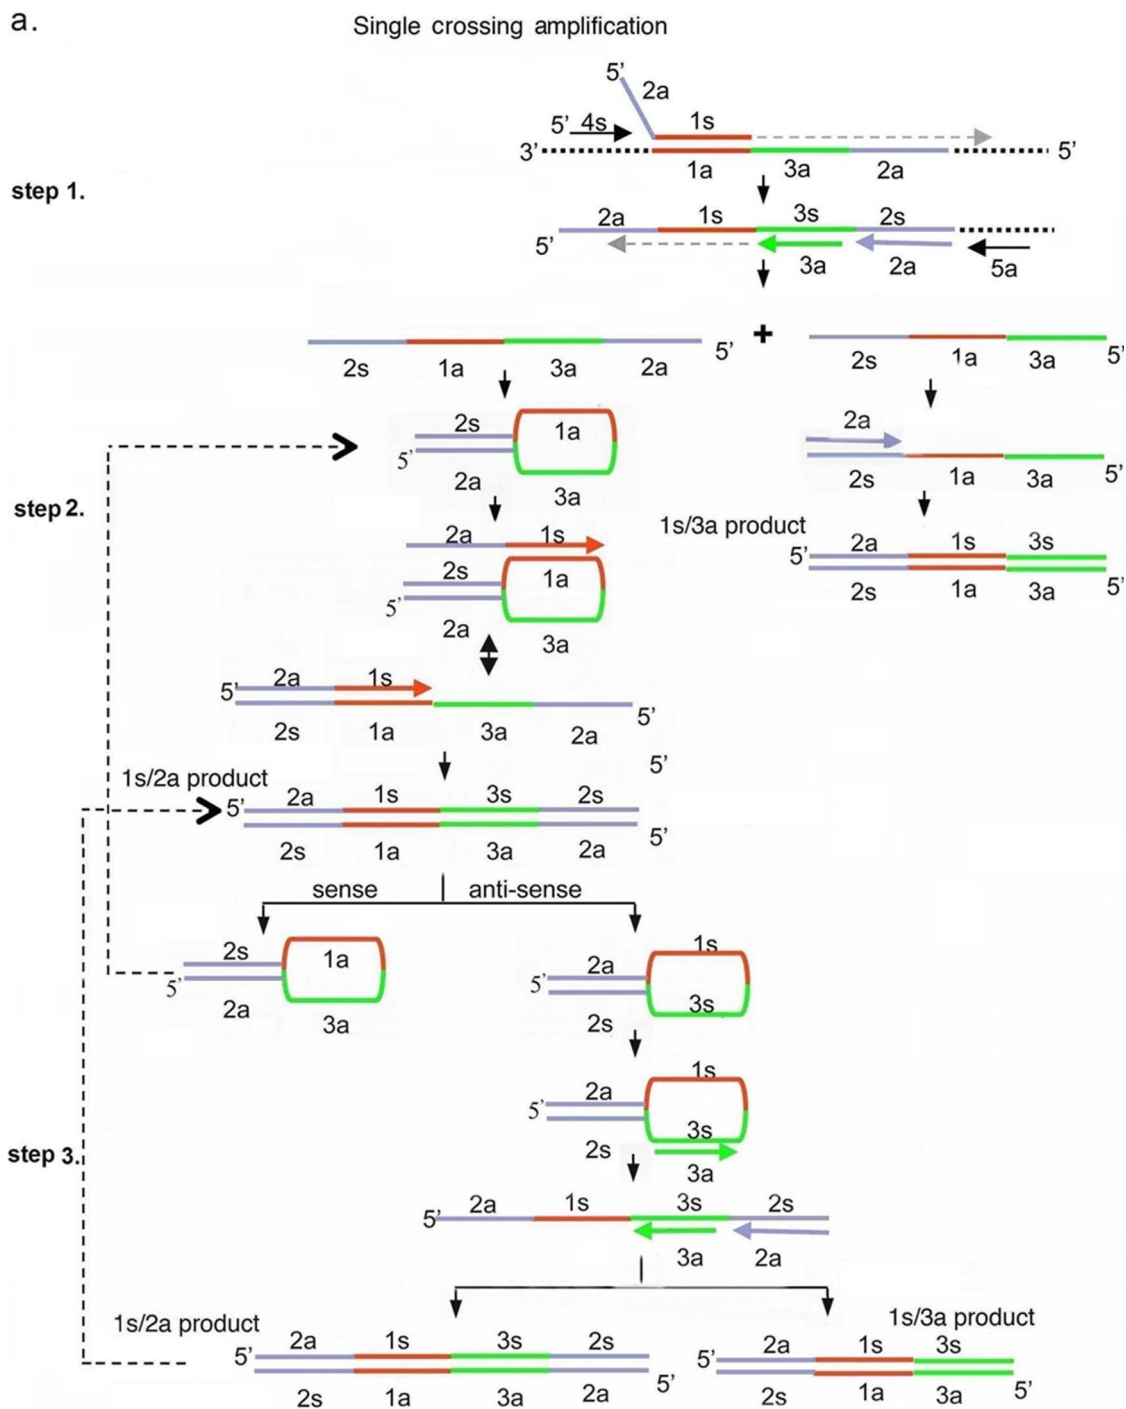 a.
Single crossing amplification
5'
2a
5' 4s
1s
3'
5'
1a 3a 2a
step 1.
2a 1s 3s 2s
5'
3a 2a 5a
+
5'
2s 1a 3a 2a
5'
2s 1a 3a
2s
1a
5'
2a
3a
2a
5'
2s 1a 3a
step 2.
2a 1s
2s
1a
5'
2a
3a
1s/3a product
5'
2a 1s 3s
5'
2s 1a 3a
5'
2a 1s
5'
2s 1a 3a 2a
5'
1s/2a product
5'
2a 1s 3s 2s
5'
2s 1a 3a 2a
sense anti-sense
2s
1a
5'
2a
3a
1s
2a
5'
3s
2s
1s
2a
5'
3s
2s
3a
step 3.
2a 1s 3s 2s
5'
3a 2a
1s/2a product
5'
2a 1s 3s 2s
5'
2s 1a 3a 2a
1s/3a product
5'
2a 1s 3s
5'
2s 1a 3a